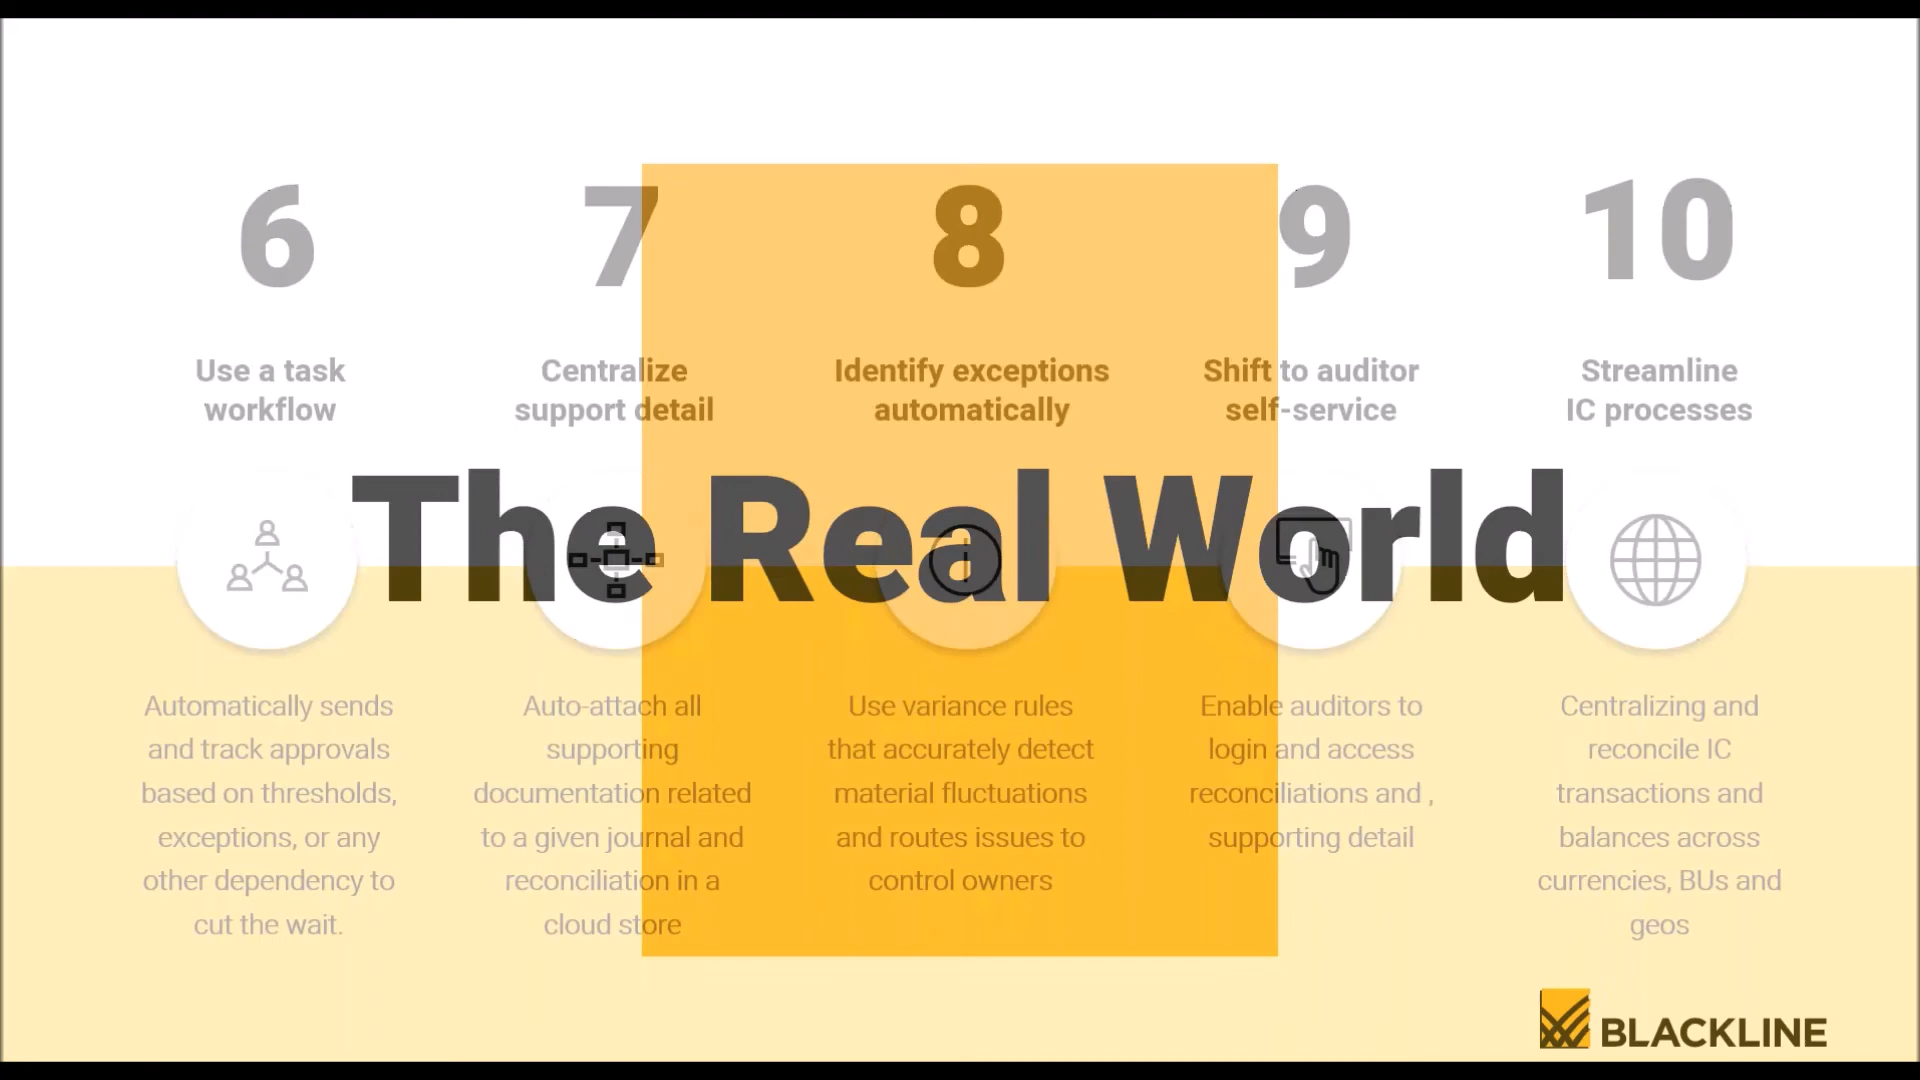 6
7
8
9
10
Use a task
workflow
Centralize
support detail
Identify exceptions
automatically
Shift to auditor
self-service
Streamline
IC processes
The Real World
Automatically sends
and track approvals
based on thresholds,
exceptions, or any
other dependency to
cut the wait.
Auto-attach all
supporting
documentation related
to a given journal and
reconciliation in a
cloud store
Use variance rules
that accurately detect
material fluctuations
and routes issues to
control owners
Enable auditors to
login and access
reconciliations and ,
supporting detail
Centralizing and
reconcile IC
transactions and
balances across
currencies, BUs and
geos
BLACKLINE